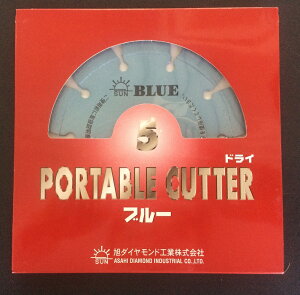 SUN BLUE
5
ドライ
PORTABLE CUTTER
ブルー
SUN
旭ダイヤモンド工業株式会社
ASAHI DIAMOND INDUSTRIAL CO.,LTD.